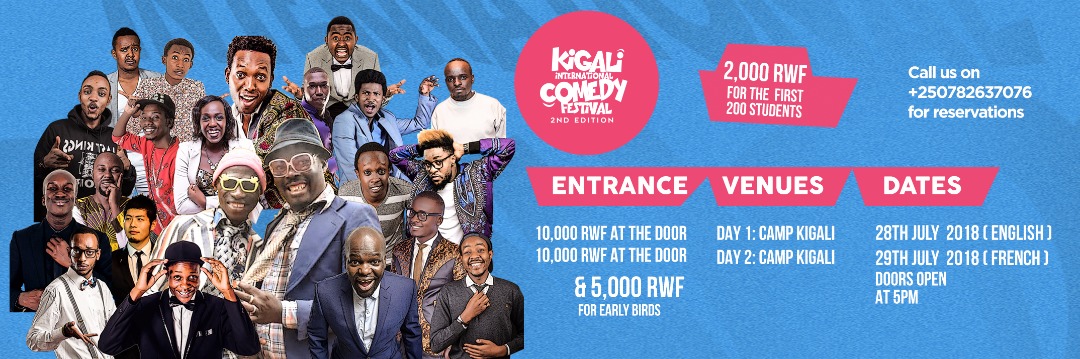 KiGALi
iNTERNATiONAL
COMEDY
FESTiVAL
2ND EDITION
2,000 RWF
FOR THE FIRST
200 STUDENTS
Call us on
+250782637076
for reservations
ENTRANCE
10,000 RWF AT THE DOOR
10,000 RWF AT THE DOOR
& 5,000 RWF
FOR EARLY BIRDS
VENUES
DAY 1: CAMP KIGALI
DAY 2: CAMP KIGALI
DATES
28TH JULY 2018 ( ENGLISH )
29TH JULY 2018 ( FRENCH )
DOORS OPEN
AT 5PM